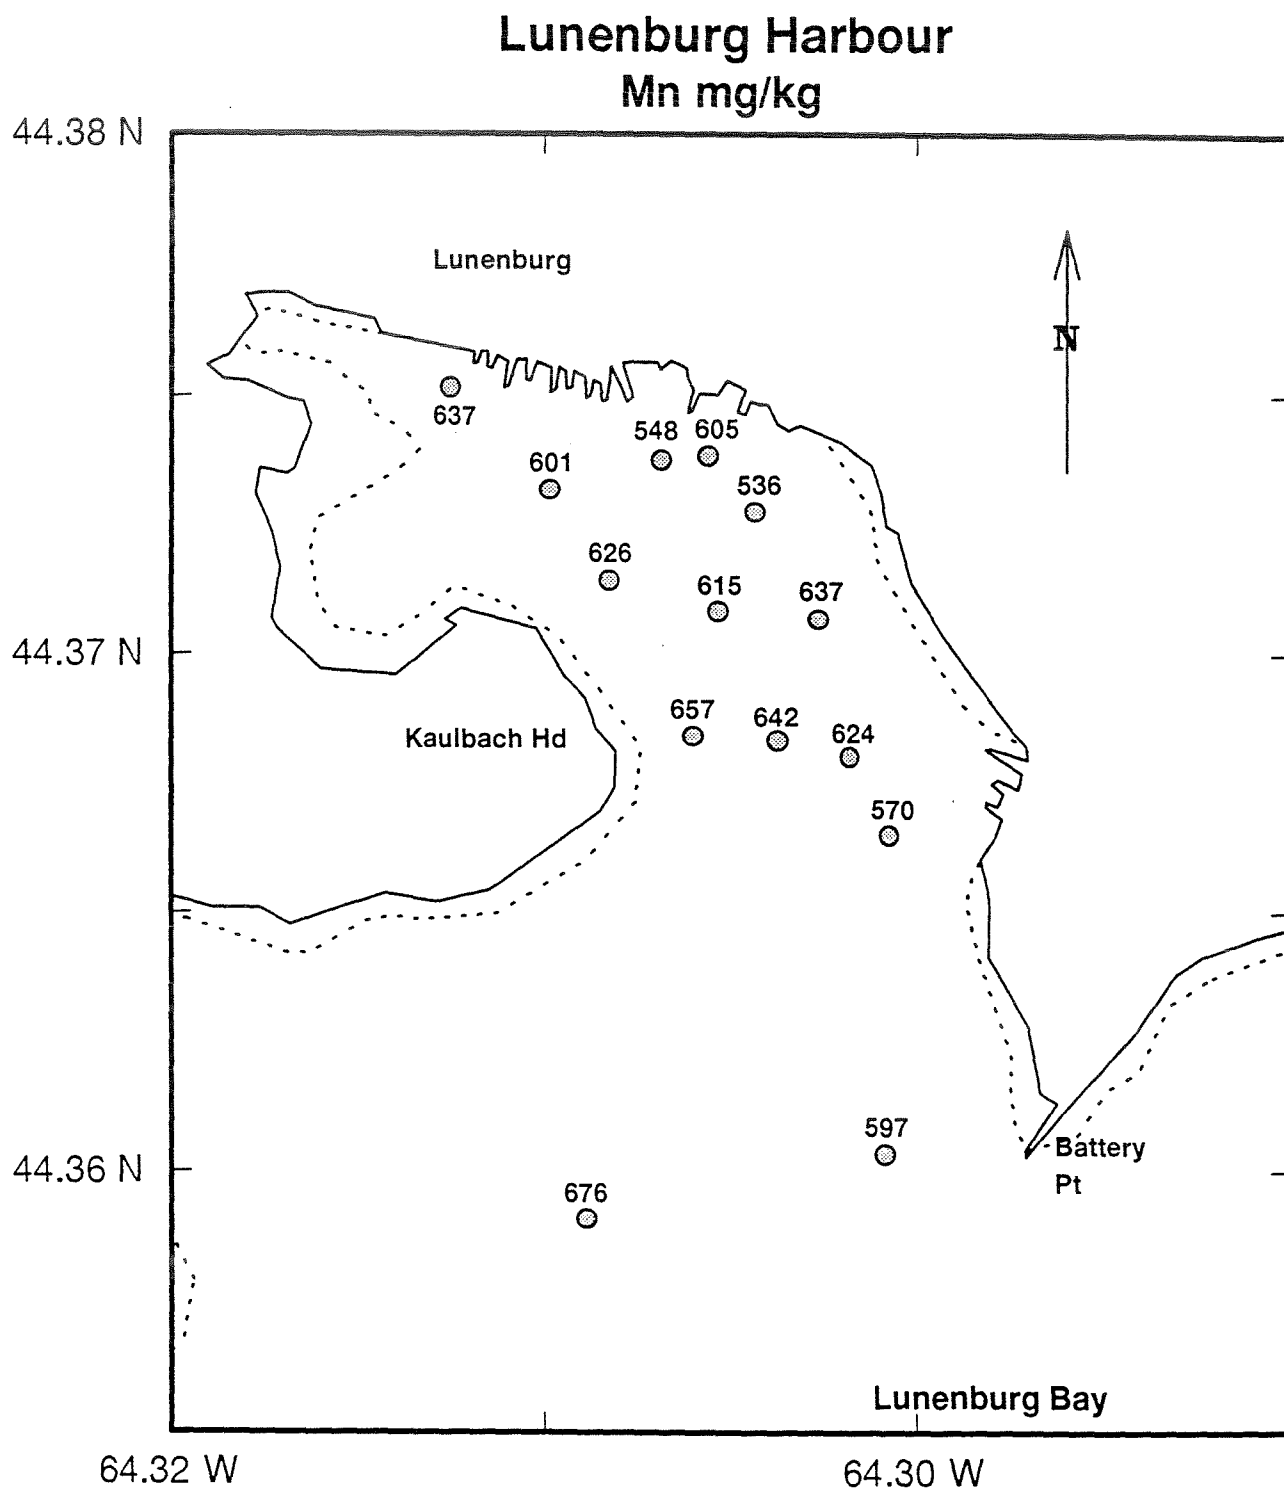 Lunenburg Harbour
Mn mg/kg
44.38 N
Lunenburg
N
637
548
605
601
536
626
615
637
44.37 N
657
642
624
Kaulbach Hd
570
597
Battery
Pt
44.36 N
676
Lunenburg Bay
64.32 W
64.30 W